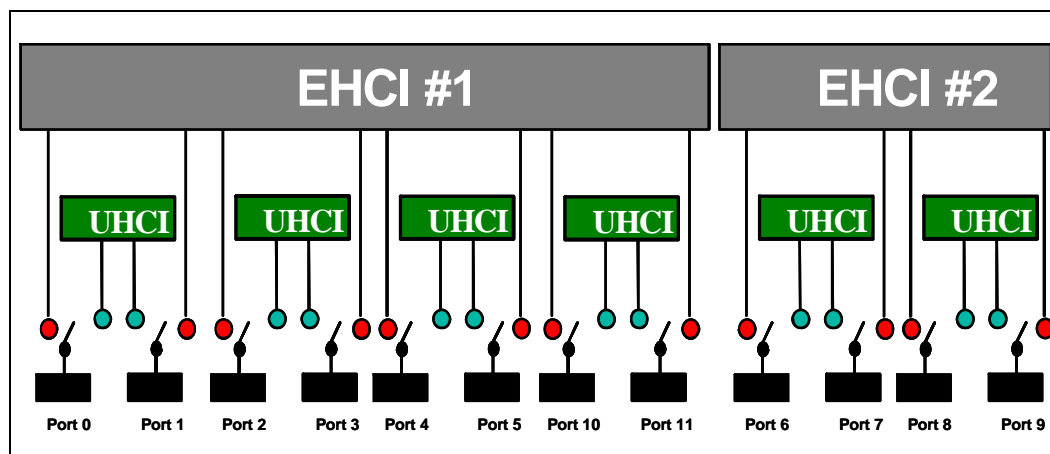 EHCI #1 EHCI #2
UHCI UHCI UHCI UHCI UHCI UHCI
Port 0 Port 1 Port 2 Port 3 Port 4 Port 5 Port 10 Port 11 Port 6 Port 7 Port 8 Port 9